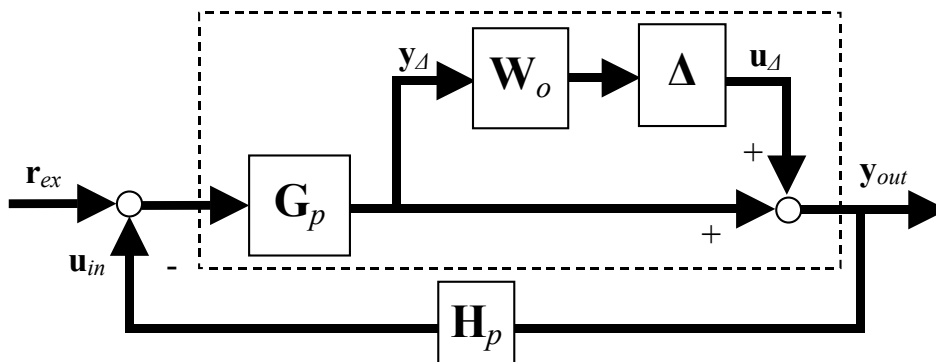 y_Δ
W_o
Δ
u_Δ
+
r_ex
G_p
y_out
+
u_in
-
H_p